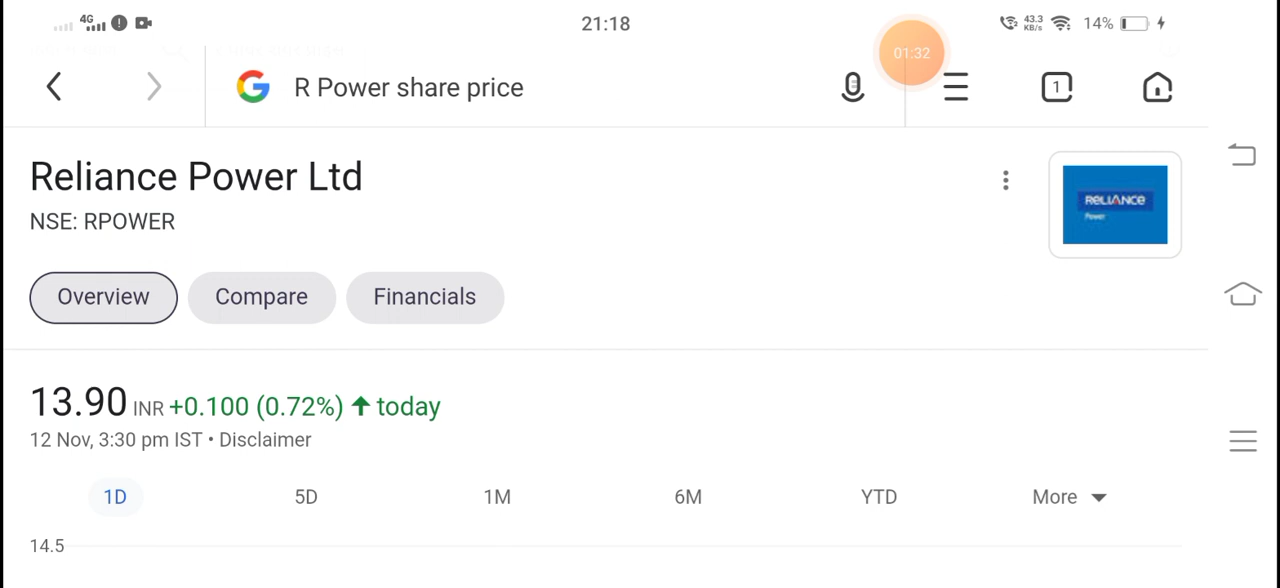 4G
21:18
43.3
KB/s
14%
01:32
R Power share price
1
Reliance Power Ltd
NSE: RPOWER
RELIANCE
Power
Overview
Compare
Financials
13.90 INR +0.100 (0.72%) ↑ today
12 Nov, 3:30 pm IST • Disclaimer
1D
5D
1M
6M
YTD
More
14.5